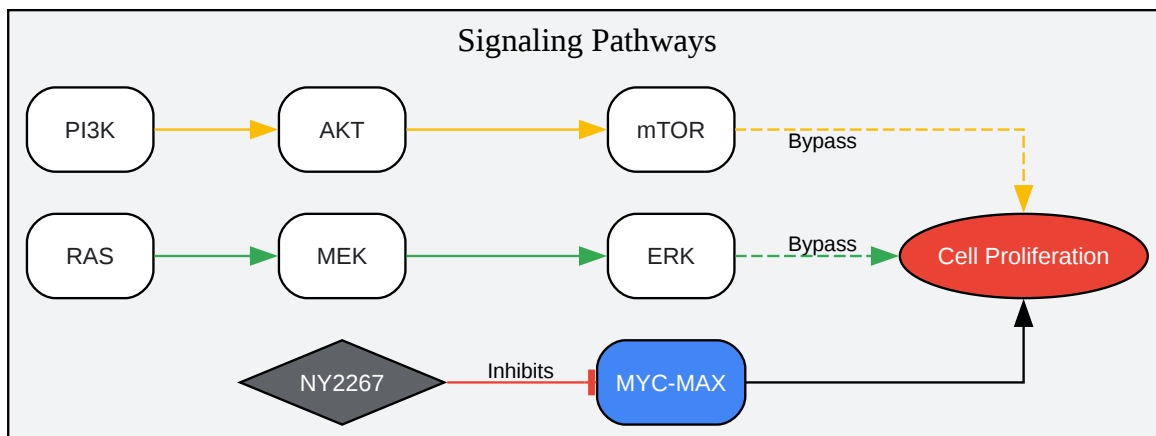 Signaling Pathways
PI3K
AKT
mTOR
Bypass
RAS
MEK
ERK
Bypass
Cell Proliferation
NY2267
Inhibits
MYC-MAX